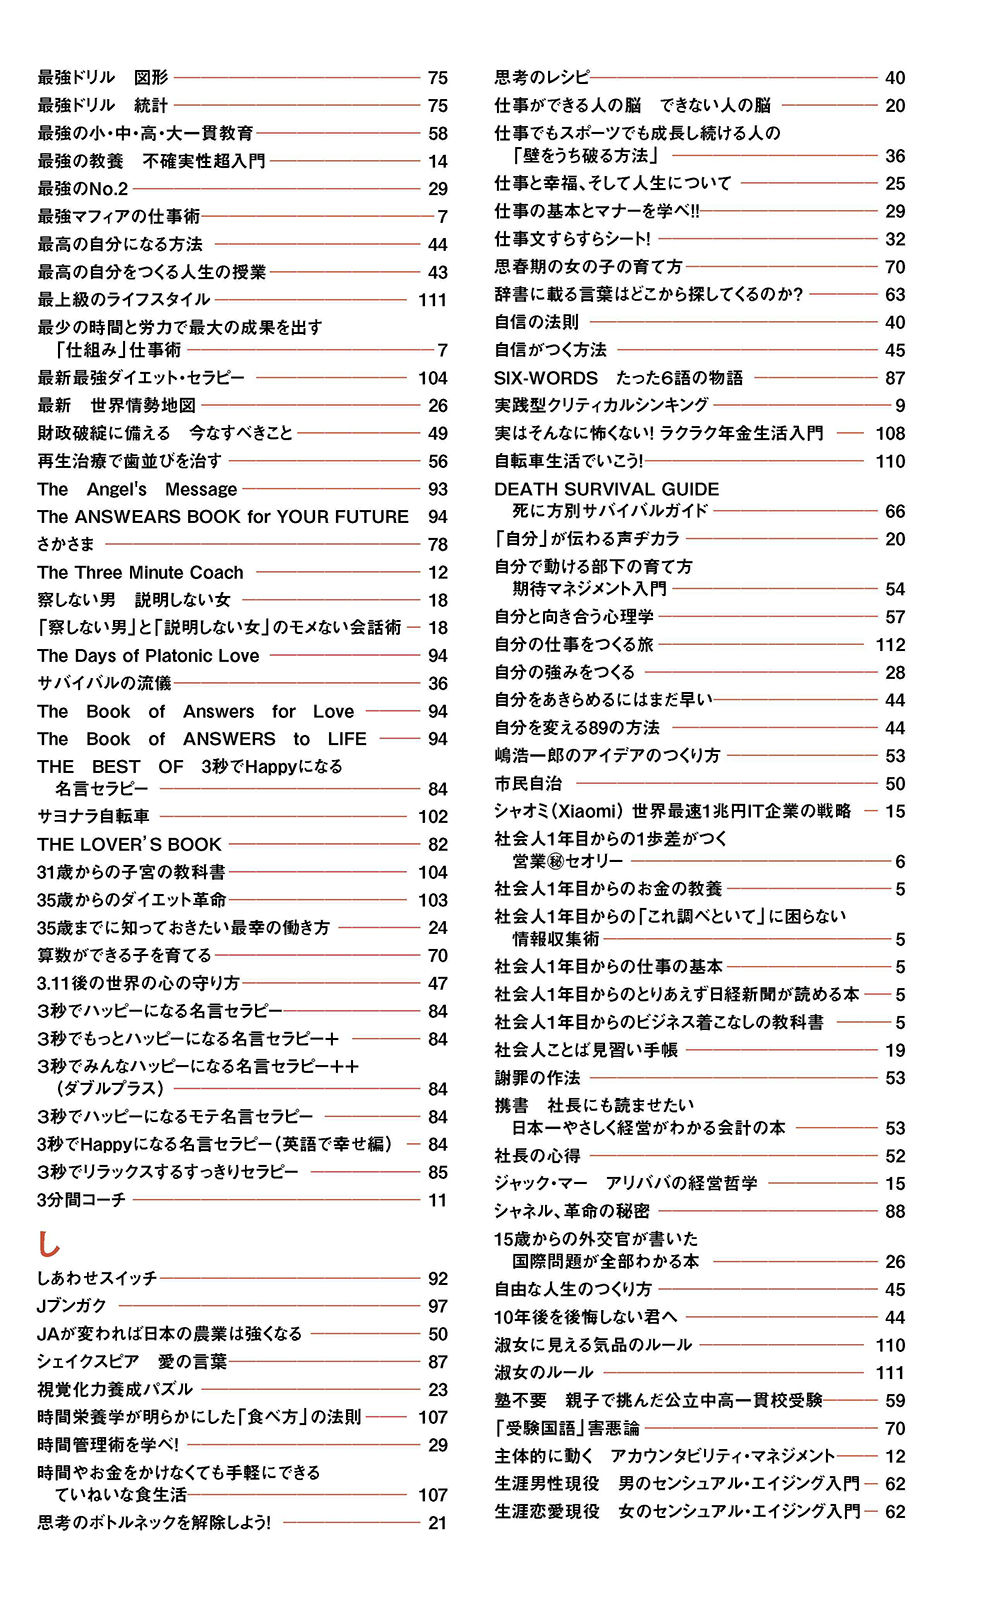 最強ドリル　図形 75
最強ドリル　統計 75
最強の小・中・高・大一貫教育 58
最強の教養　不確実性超入門 14
最強のNo.2 29
最強マフィアの仕事術 7
最高の自分になる方法 44
最高の自分をつくる人生の授業 43
最上級のライフスタイル 111
最少の時間と労力で最大の成果を出す
「仕組み」仕事術 7
最新最強ダイエット・セラピー 104
最新　世界情勢地図 26
財政破綻に備える　今なすべきこと 49
再生治療で歯並びを治す 56
The Angel's Message 93
The ANSWEARS BOOK for YOUR FUTURE 94
さかさま 78
The Three Minute Coach 12
察しない男　説明しない女 18
「察しない男」と「説明しない女」のモメない会話術 18
The Days of Platonic Love 94
サバイバルの流儀 36
The Book of Answers for Love 94
The Book of ANSWERS to LIFE 94
THE BEST OF 3秒でHappyになる
名言セラピー 84
サヨナラ自転車 102
THE LOVER'S BOOK 82
31歳からの子宮の教科書 104
35歳からのダイエット革命 103
35歳までに知っておきたい最幸の働き方 24
算数ができる子を育てる 70
3.11後の世界の心の守り方 47
3秒でハッピーになる名言セラピー 84
3秒でもっとハッピーになる名言セラピー＋ 84
3秒でみんなハッピーになる名言セラピー＋＋
（ダブルプラス） 84
3秒でハッピーになるモテ名言セラピー 84
3秒でHappyになる名言セラピー（英語で幸せ編） 84
3秒でリラックスするすっきりセラピー 85
3分間コーチ 11
し
しあわせスイッチ 92
Jブンガク 97
JAが変われば日本の農業は強くなる 50
シェイクスピア　愛の言葉 87
視覚化力養成パズル 23
時間栄養学が明らかにした「食べ方」の法則 107
時間管理術を学べ! 29
時間やお金をかけなくても手軽にできる
ていねいな食生活 107
思考のボトルネックを解除しよう! 21
思考のレシピ 40
仕事ができる人の脳　できない人の脳 20
仕事でもスポーツでも成長し続ける人の
「壁をうち破る方法」 36
仕事と幸福、そして人生について 25
仕事の基本とマナーを学べ!! 29
仕事文すらすらシート! 32
思春期の女の子の育て方 70
辞書に載る言葉はどこから探してくるのか? 63
自信の法則 40
自信がつく方法 45
SIX-WORDS　たった6語の物語 87
実践型クリティカルシンキング 9
実はそんなに怖くない! ラクラク年金生活入門 108
自転車生活でいこう! 110
DEATH SURVIVAL GUIDE
死に方別サバイバルガイド 66
「自分」が伝わる声ヂカラ 20
自分で動ける部下の育て方
期待マネジメント入門 54
自分と向き合う心理学 57
自分の仕事をつくる旅 112
自分の強みをつくる 28
自分をあきらめるにはまだ早い 44
自分を変える89の方法 44
嶋浩一郎のアイデアのつくり方 53
市民自治 50
シャオミ（Xiaomi） 世界最速1兆円IT企業の戦略 15
社会人1年目からの1歩差がつく
営業㊙セオリー 6
社会人1年目からのお金の教養 5
社会人1年目からの「これ調べといて」に困らない
情報収集術 5
社会人1年目からの仕事の基本 5
社会人1年目からのとりあえず日経新聞が読める本 5
社会人1年目からのビジネス着こなしの教科書 5
社会人ことば見習い手帳 19
謝罪の作法 53
携書　社長にも読ませたい
日本一やさしく経営がわかる会計の本 53
社長の心得 52
ジャック・マー　アリババの経営哲学 15
シャネル、革命の秘密 88
15歳からの外交官が書いた
国際問題が全部わかる本 26
自由な人生のつくり方 45
10年後を後悔しない君へ 44
淑女に見える気品のルール 110
淑女のルール 111
塾不要　親子で挑んだ公立中高一貫校受験 59
「受験国語」害悪論 70
主体的に動く　アカウンタビリティ・マネジメント 12
生涯男性現役　男のセンシュアル・エイジング入門 62
生涯恋愛現役　女のセンシュアル・エイジング入門 62